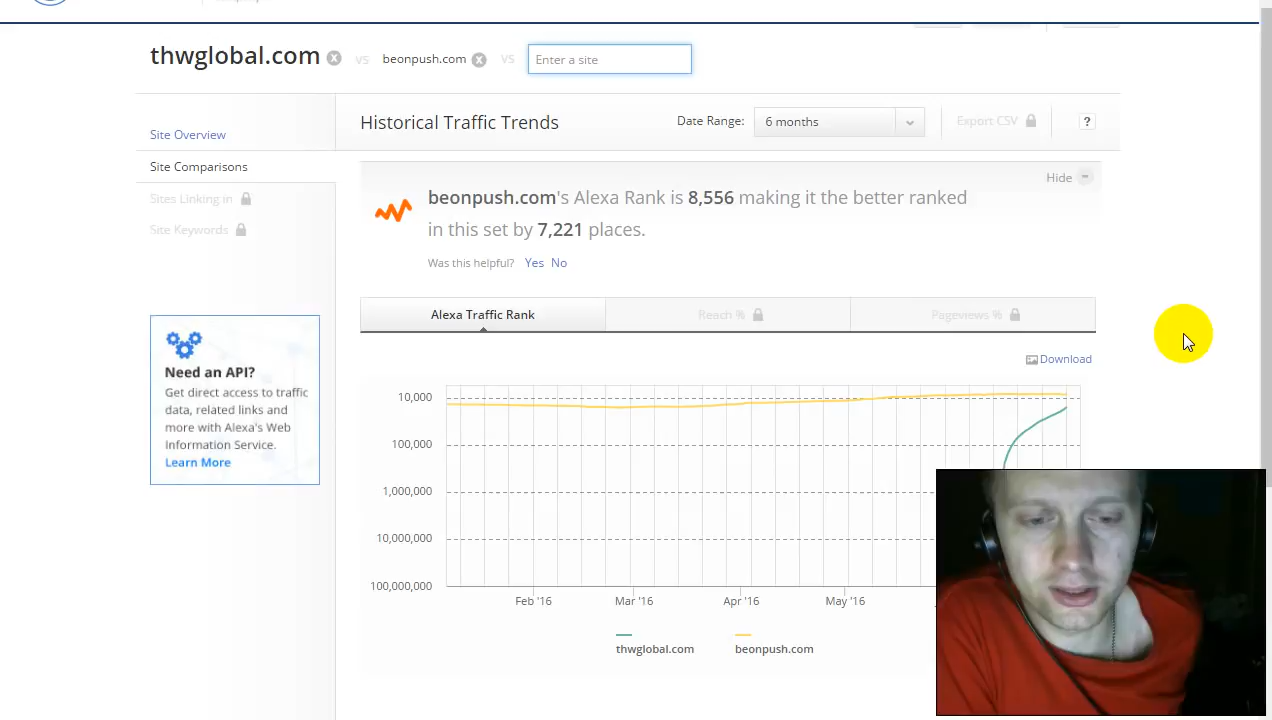 thwglobal.com vs beonpush.com vs Enter a site
Historical Traffic Trends Date Range: 6 months Export CSV ?
Site Overview
Site Comparisons
Sites Linking in
Site Keywords
Hide
beonpush.com's Alexa Rank is 8,556 making it the better ranked
in this set by 7,221 places.
Was this helpful? Yes No
Alexa Traffic Rank Reach % Pageviews %
Need an API?
Get direct access to traffic
data, related links and
more with Alexa's Web
Information Service.
Learn More
Download
10,000
100,000
1,000,000
10,000,000
100,000,000
Feb '16 Mar '16 Apr '16 May '16
thwglobal.com beonpush.com